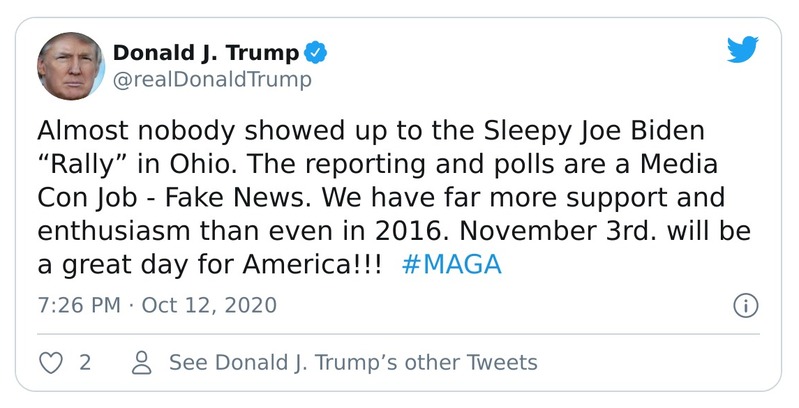 Donald J. Trump
@realDonaldTrump
Almost nobody showed up to the Sleepy Joe Biden
“Rally” in Ohio. The reporting and polls are a Media
Con Job - Fake News. We have far more support and
enthusiasm than even in 2016. November 3rd. will be
a great day for America!!! #MAGA
7:26 PM · Oct 12, 2020
2 See Donald J. Trump’s other Tweets